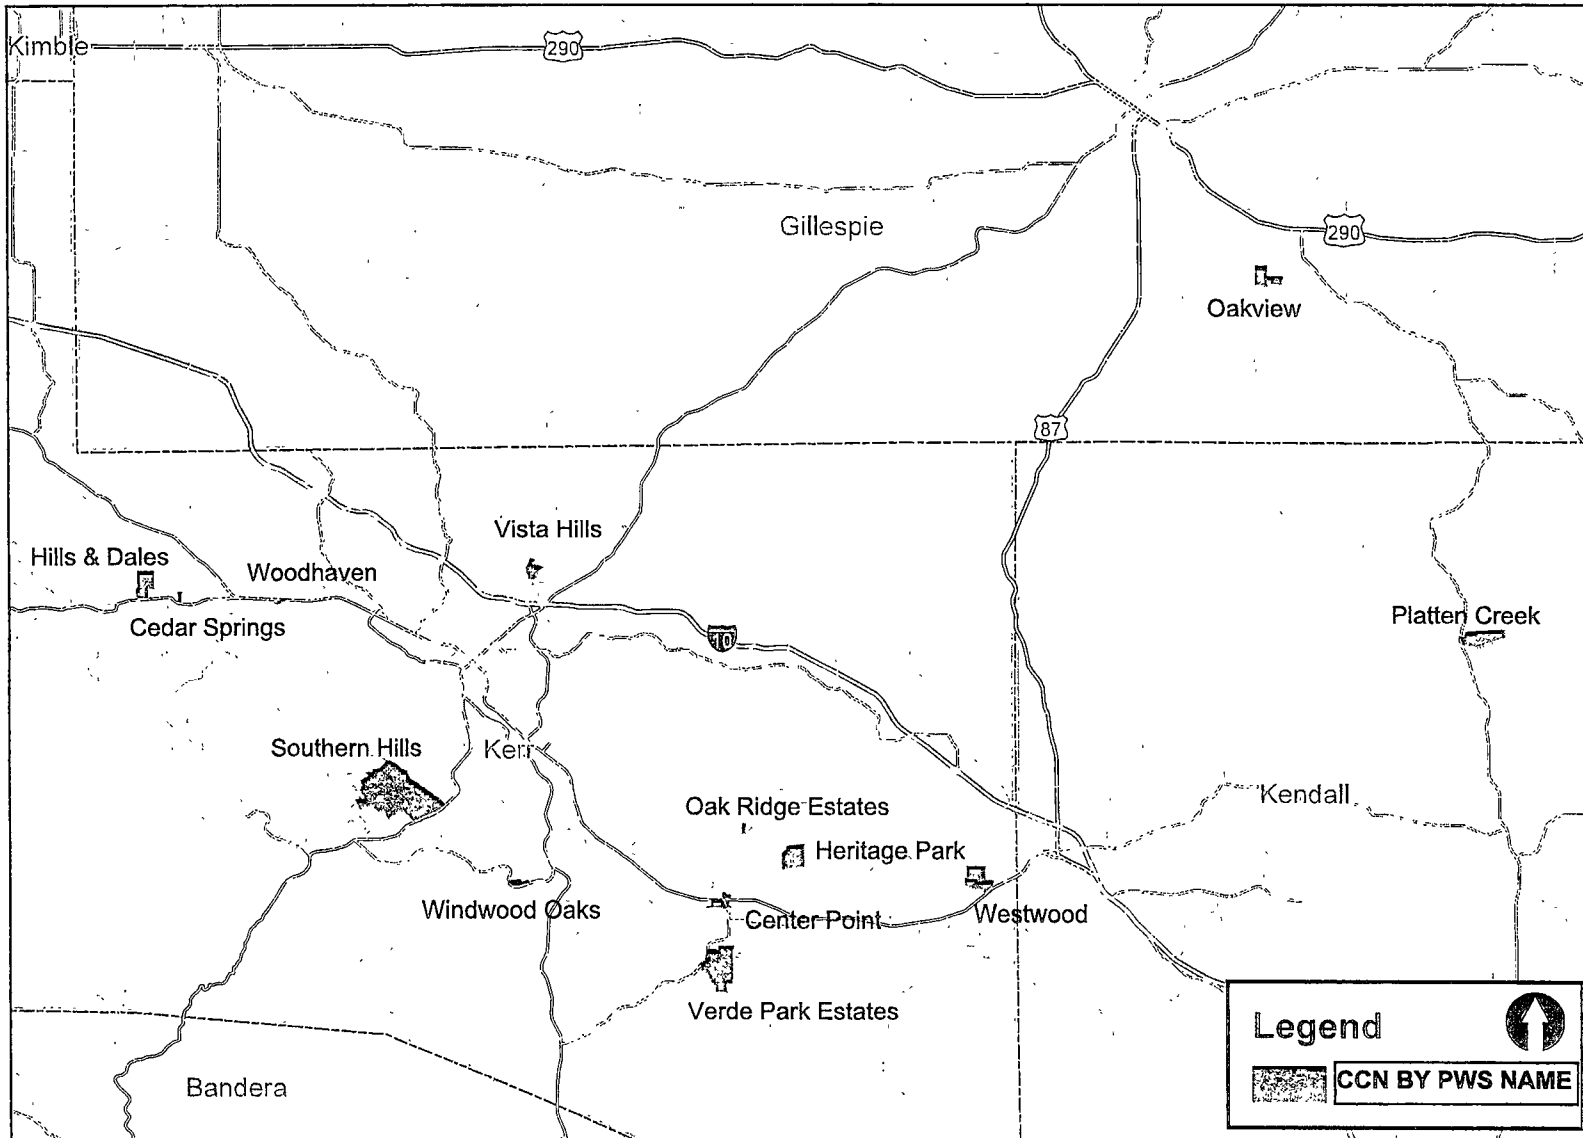 Kimble
290
Gillespie
290
Oakview
87
Vista Hills
Hills & Dales
Woodhaven
Cedar Springs
10
Platten Creek
Southern Hills
Kerr
Kendall
Oak Ridge Estates
Heritage Park
Windwood Oaks
Center Point
Westwood
Verde Park Estates
Bandera
Legend
CCN BY PWS NAME